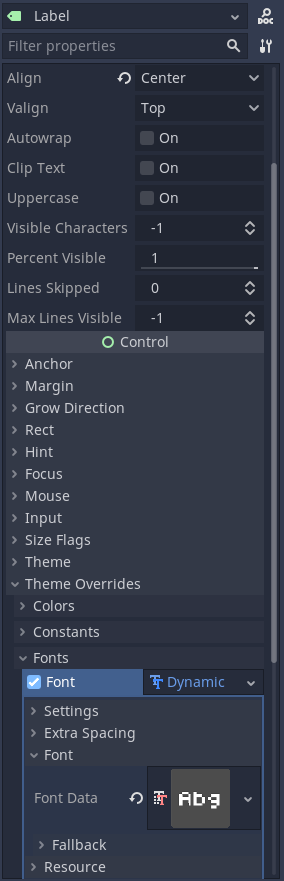 Label
DOC
Filter properties
Align Center
Valign Top
Autowrap On
Clip Text On
Uppercase On
Visible Characters -1
Percent Visible 1
Lines Skipped 0
Max Lines Visible -1
Control
Anchor
Margin
Grow Direction
Rect
Hint
Focus
Mouse
Input
Size Flags
Theme
Theme Overrides
Colors
Constants
Fonts
Font Dynamic
Settings
Extra Spacing
Font
Font Data Abg
Fallback
Resource